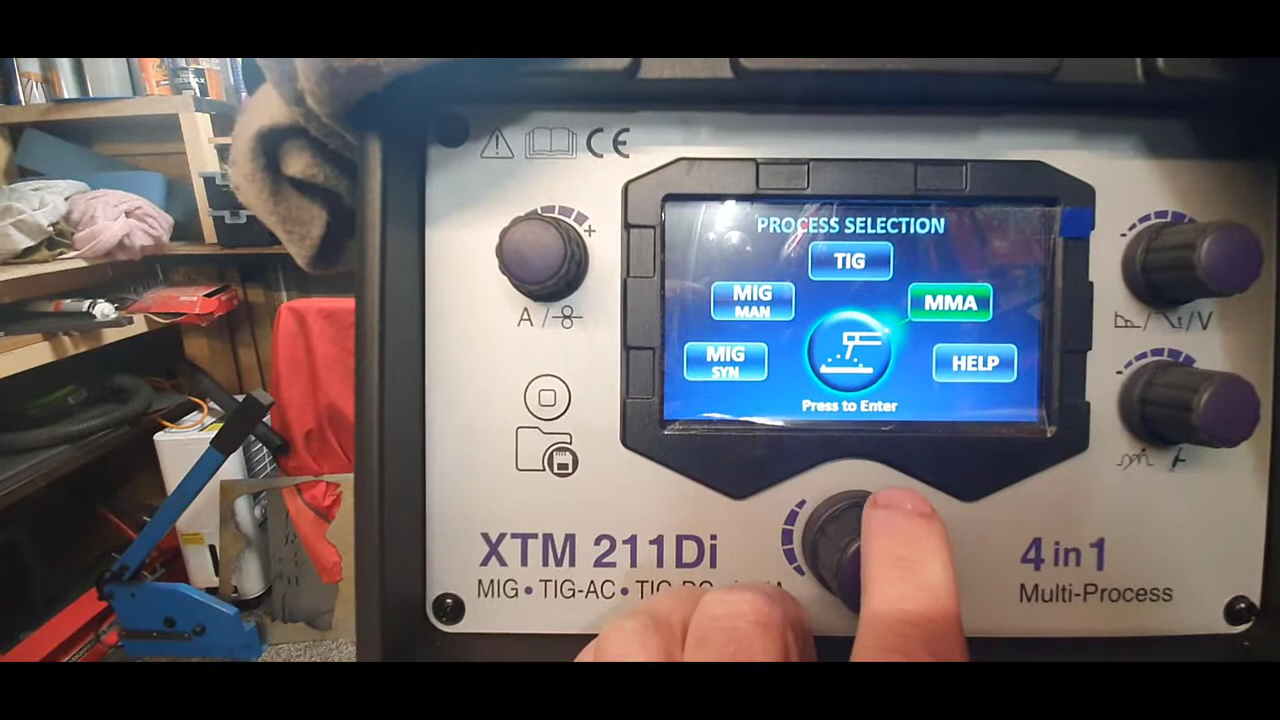 CE
PROCESS SELECTION
TIG
MIG
MAN
MMA
MIG
SYN
HELP
Press to Enter
A /
/V
XTM 211Di
MIG • TIG-AC •
4 in 1
Multi-Process